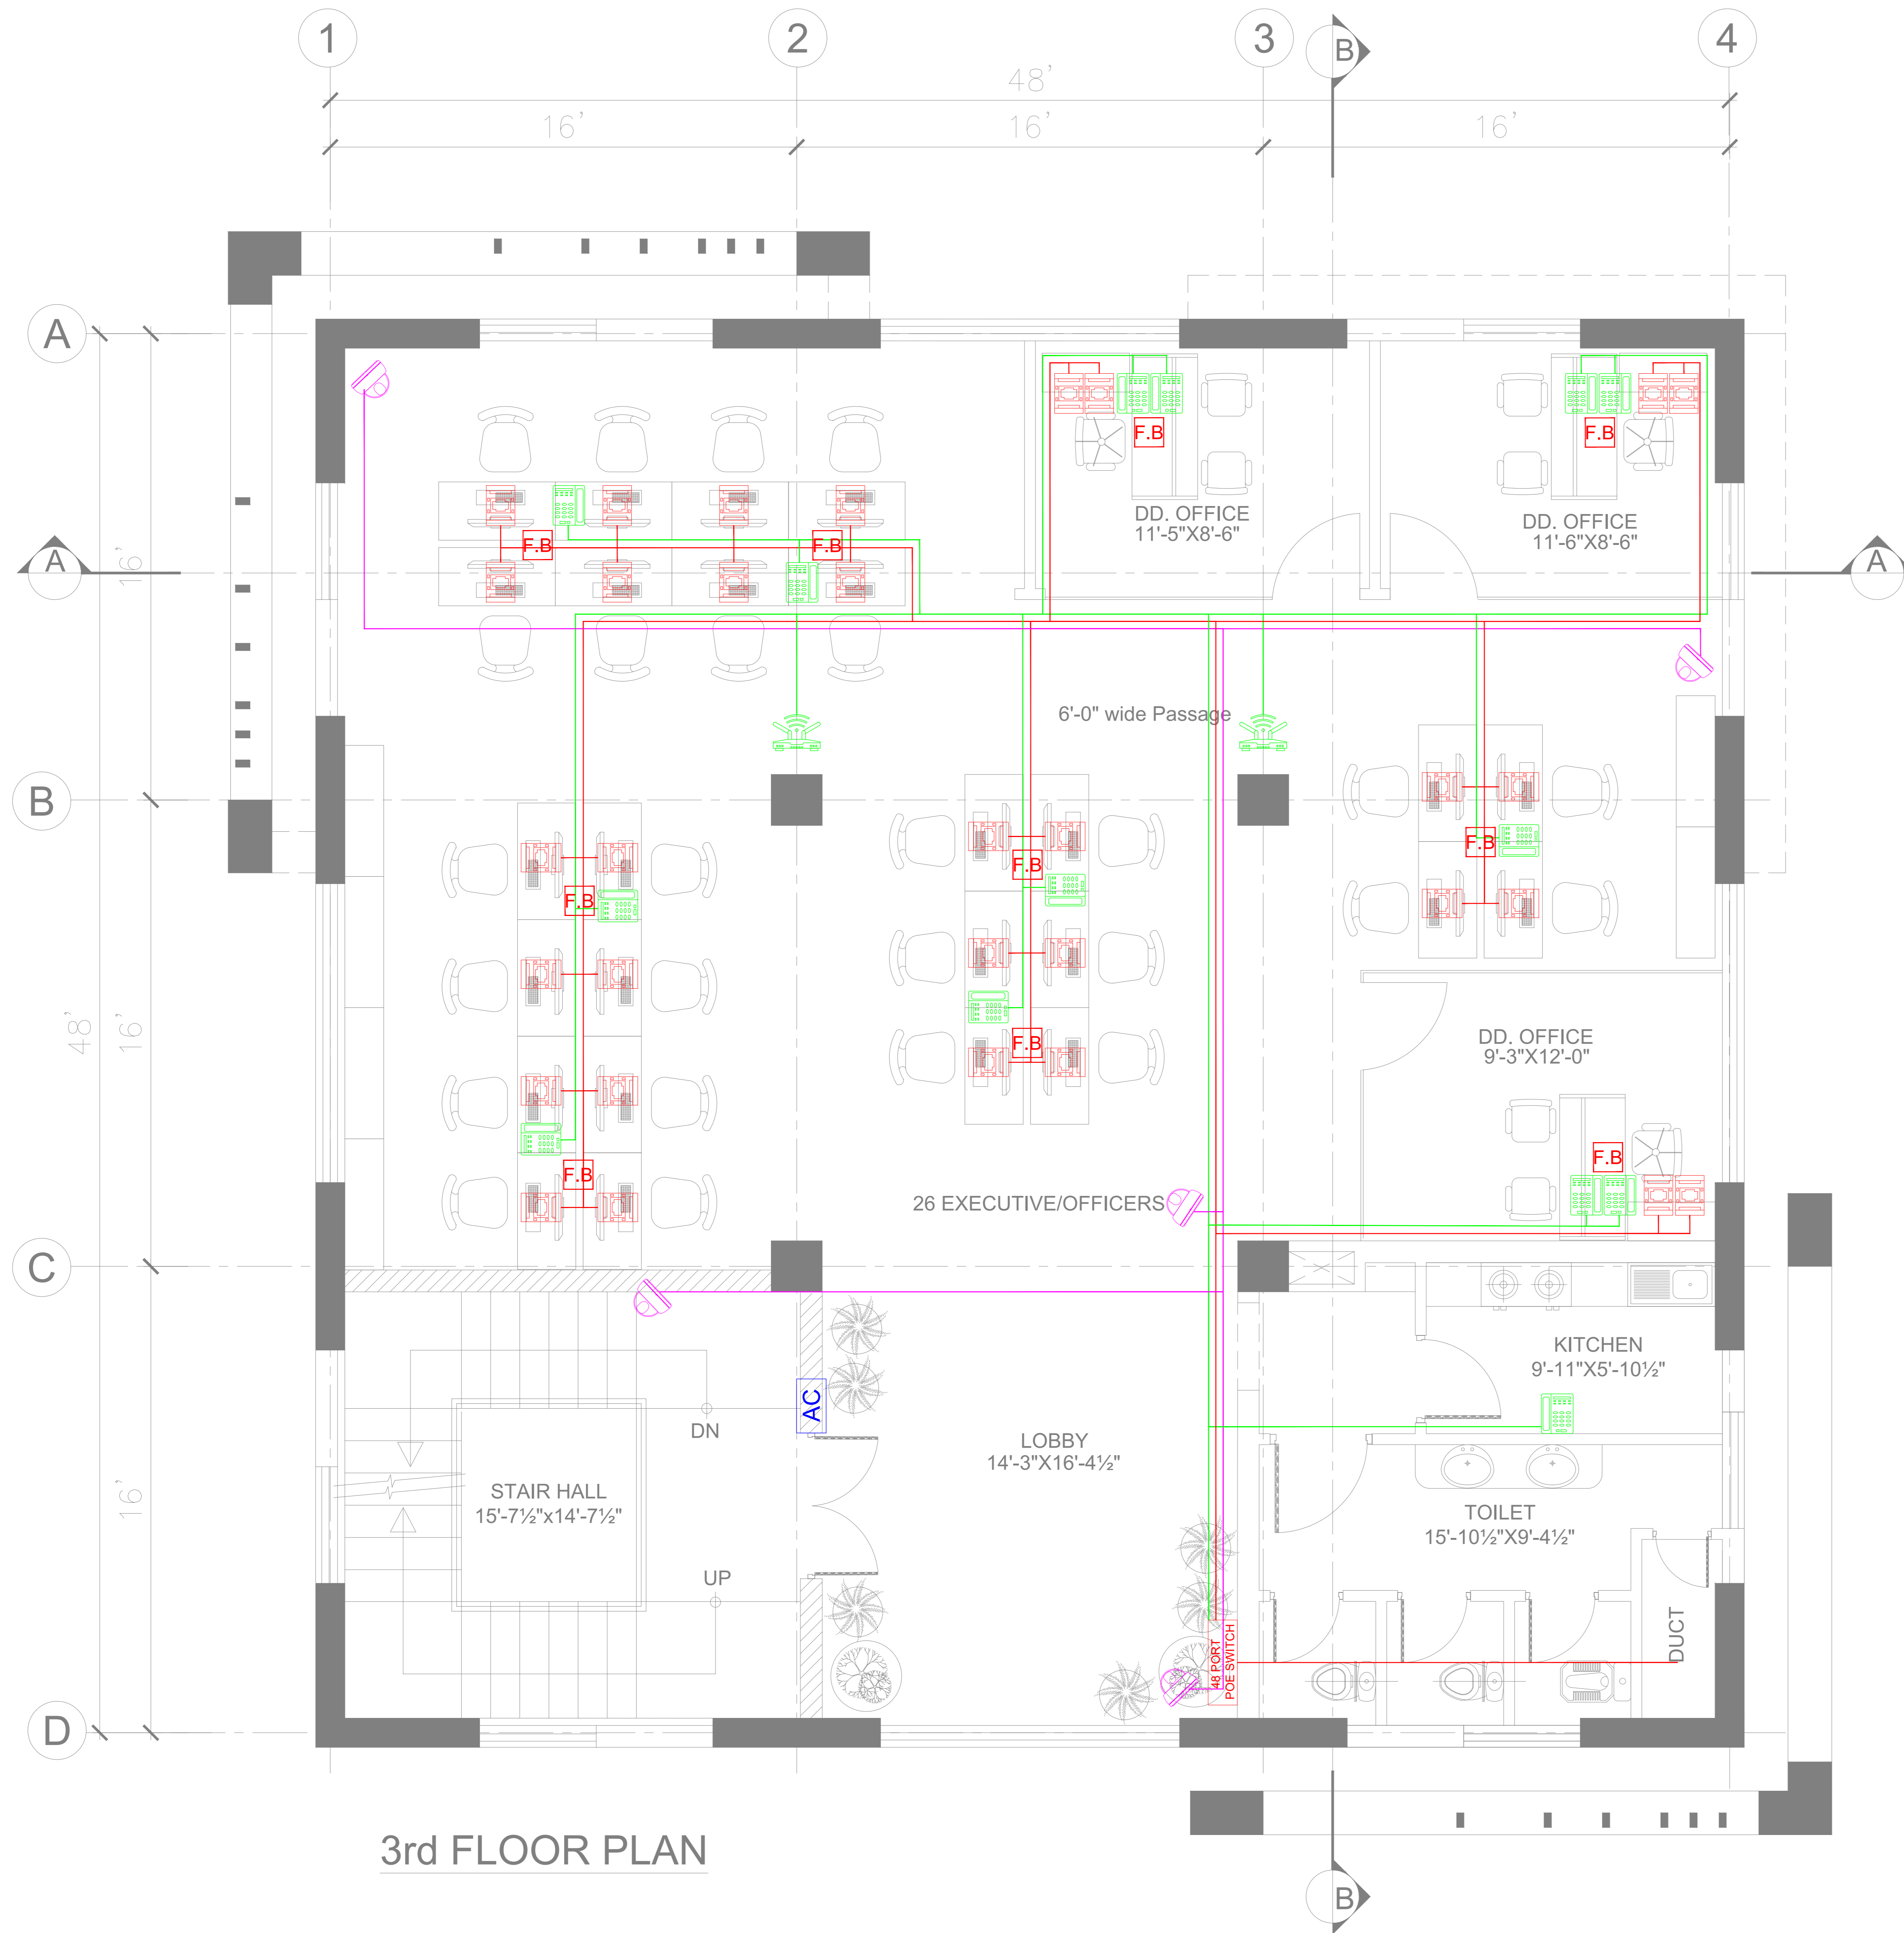 1
2
3
B
4
48'
16'
16'
16'
A
DD. OFFICE
11'-5"X8'-6"
F.B
DD. OFFICE
11'-6"X8'-6"
F.B
A
16'
F.B
F.B
A
6'-0" wide Passage
B
F.B
F.B
F.B
F.B
48'
16'
DD. OFFICE
9'-3"X12'-0"
F.B
F.B
F.B
26 EXECUTIVE/OFFICERS
C
KITCHEN
9'-11"X5'-10½"
AC
DN
LOBBY
14'-3"X16'-4½"
STAIR HALL
15'-7½"x14'-7½"
16'
TOILET
15'-10½"X9'-4½"
UP
DUCT
48 PORT
POE SWITCH
D
3rd FLOOR PLAN
B